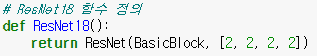 # ResNet18 함수 정의
def ResNet18():
    return ResNet(BasicBlock, [2, 2, 2, 2])